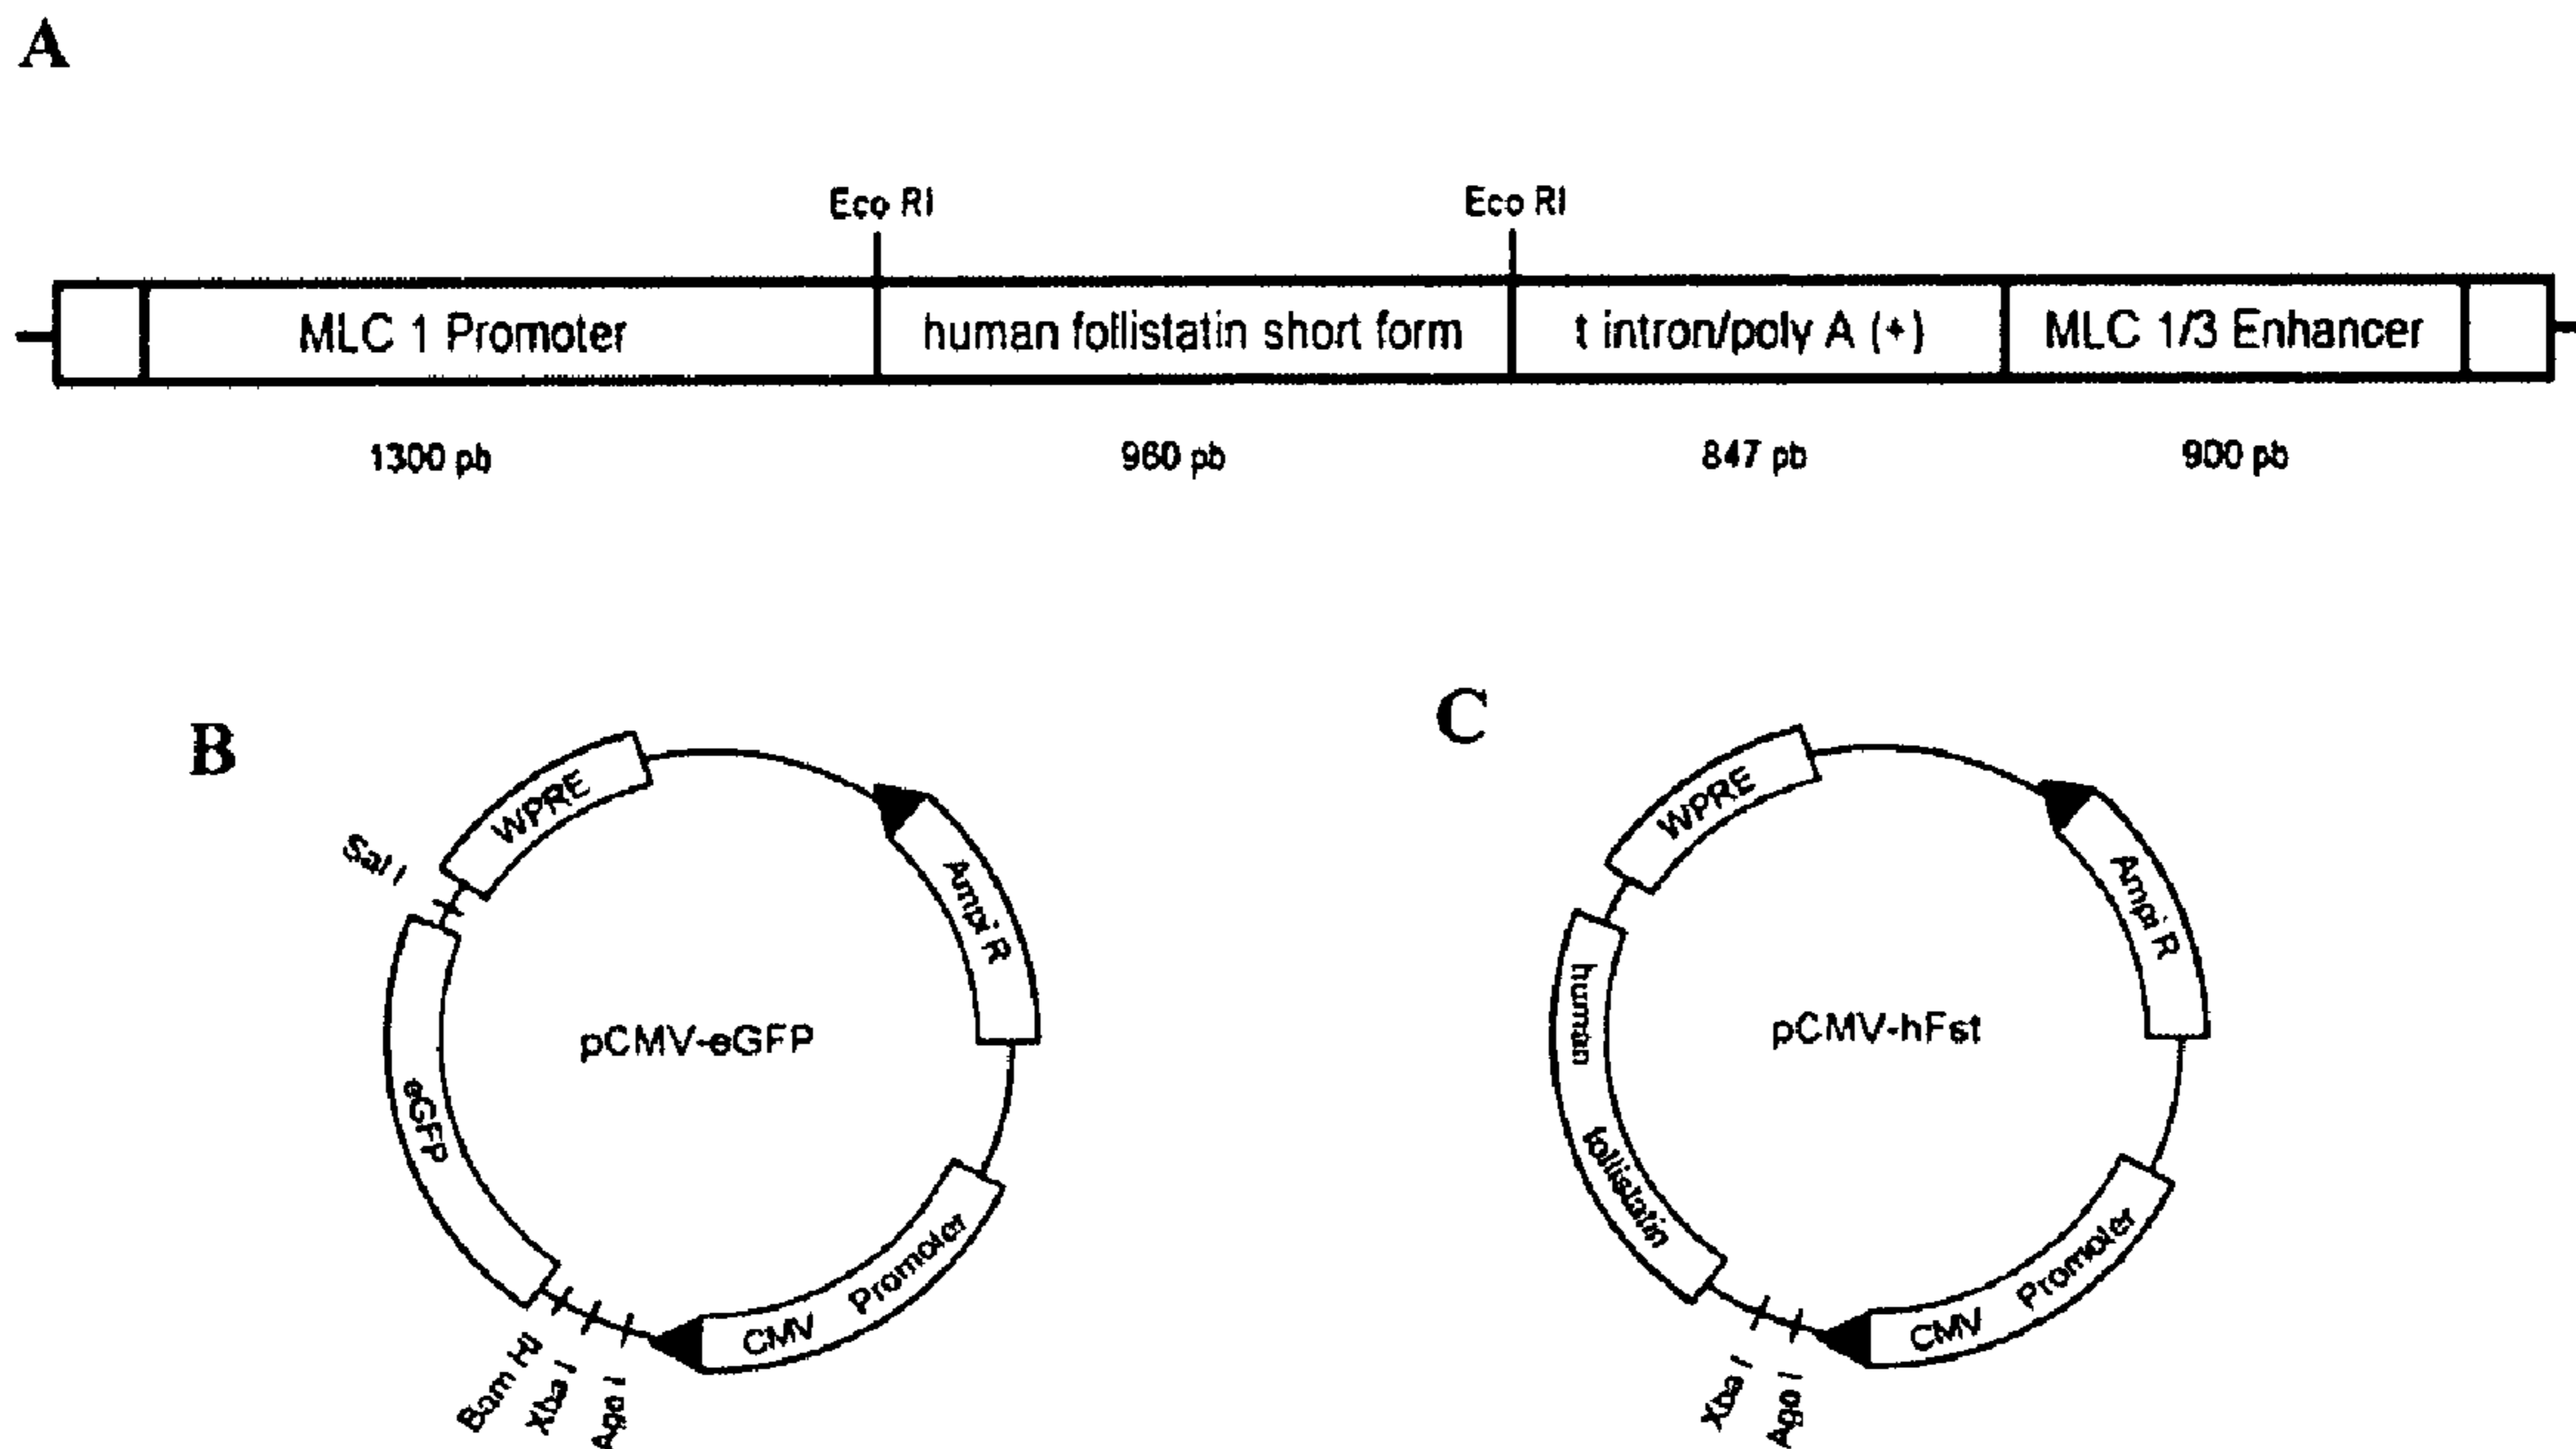 A
Eco RI Eco RI
MLC 1 Promoter human follistatin short form t intron/poly A (+) MLC 1/3 Enhancer
1300 pb 960 pb 847 pb 900 pb
B
WPRE
Sal I
Ampi R
pCMV-eGFP
eGFP
CMV Promoter
Bam HI
Xba I
Age I
C
WPRE
Ampi R
human
pCMV-hFst
follistatin
CMV Promoter
Xba I
Age I